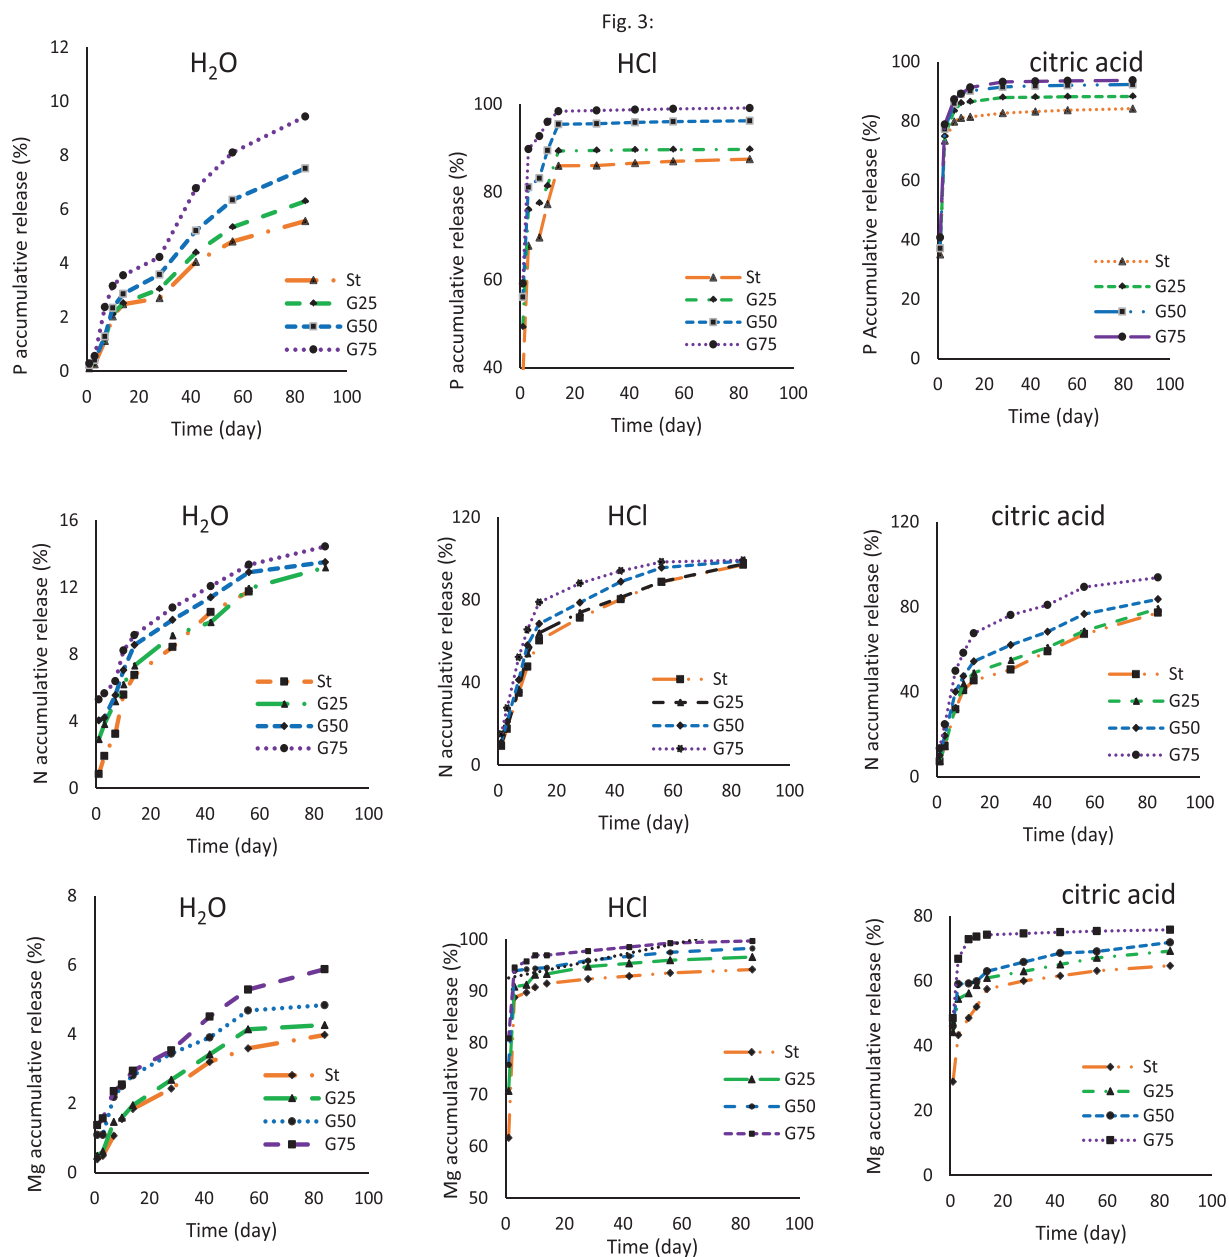 Fig. 3:
H2O
P accumulative release (%)
12
10
8
6
4
2
0
0 20 40 60 80 100
Time (day)
St
G25
G50
G75
HCl
P accumulative release (%)
100
80
60
40
0 20 40 60 80 100
Time (day)
St
G25
G50
G75
citric acid
P Accumulative release (%)
100
80
60
40
20
0
0 20 40 60 80 100
Time (day)
St
G25
G50
G75
H2O
N accumulative release (%)
16
12
8
4
0
0 20 40 60 80 100
Time (day)
St
G25
G50
G75
HCl
N accumulative release (%)
120
80
40
0
0 20 40 60 80 100
Time (day)
St
G25
G50
G75
citric acid
N accumulative release (%)
120
80
40
0
0 20 40 60 80 100
Time (day)
St
G25
G50
G75
H2O
Mg accumulative release (%)
8
6
4
2
0
0 20 40 60 80 100
Time (day)
St
G25
G50
G75
HCl
Mg accumulative release (%)
100
90
80
70
60
50
0 20 40 60 80 100
Time (day)
St
G25
G50
G75
citric acid
Mg accumulative release (%)
80
60
40
20
0
0 20 40 60 80 100
Time (day)
St
G25
G50
G75